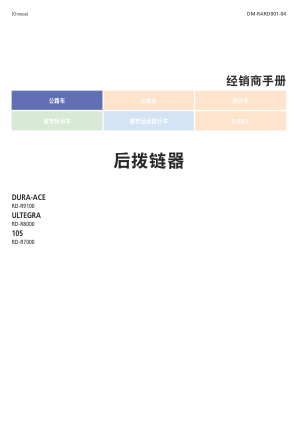 (Chinese)
DM-RARD001-04
经销商手册
公路车
山地车
旅行车
城市休闲车
城市运动自行车
E-BIKE
后拨链器
DURA-ACE
RD-R9100
ULTEGRA
RD-R8000
105
RD-R7000